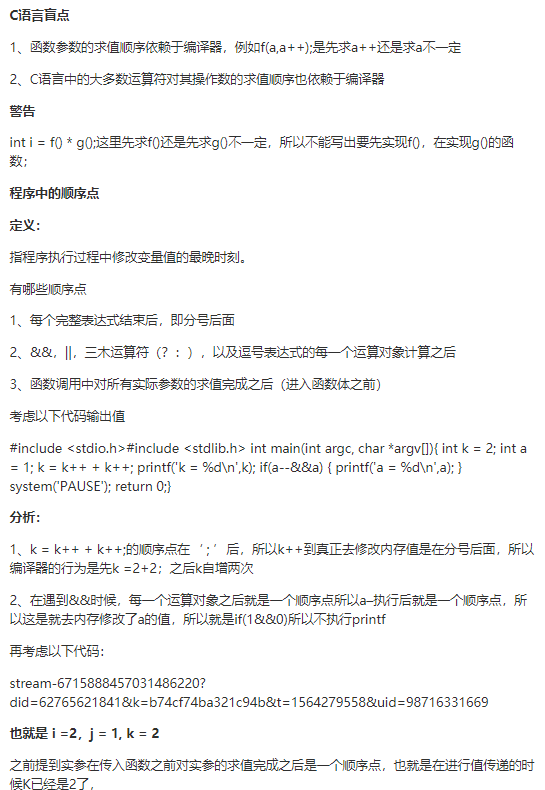 C语言盲点
1、函数参数的求值顺序依赖于编译器，例如f(a,a++);是先求a++还是求a不一定
2、C语言中的大多数运算符对其操作数的求值顺序也依赖于编译器
警告
int i = f() * g();这里先求f()还是先求g()不一定，所以不能写出要先实现f()，在实现g()的函
数；
程序中的顺序点
定义：
指程序执行过程中修改变量值的最晚时刻。
有哪些顺序点
1、每个完整表达式结束后，即分号后面
2、&&，||，三木运算符（? : ），以及逗号表达式的每一个运算对象计算之后
3、函数调用中对所有实际参数的求值完成之后（进入函数体之前）
考虑以下代码输出值
#include <stdio.h>#include <stdlib.h> int main(int argc, char *argv[]){ int k = 2; int a
= 1; k = k++ + k++; printf('k = %d\n',k); if(a--&&a) { printf('a = %d\n',a); }
system('PAUSE'); return 0;}
分析：
1、k = k++ + k++;的顺序点在‘ ; ’后，所以k++到真正去修改内存值是在分号后面，所以
编译器的行为是先k =2+2；之后k自增两次
2、在遇到&&时候，每一个运算对象之后就是一个顺序点所以a–执行后就是一个顺序点，所
以这是就去内存修改了a的值，所以就是if(1&&0)所以不执行printf
再考虑以下代码：
stream-6715888457031486220?
did=62765621841&k=b74cf74ba321c94b&t=1564279558&uid=98716331669
也就是 i =2，j = 1, k = 2
之前提到实参在传入函数之前对实参的求值完成之后是一个顺序点，也就是在进行值传递的时
候K已经是2了，